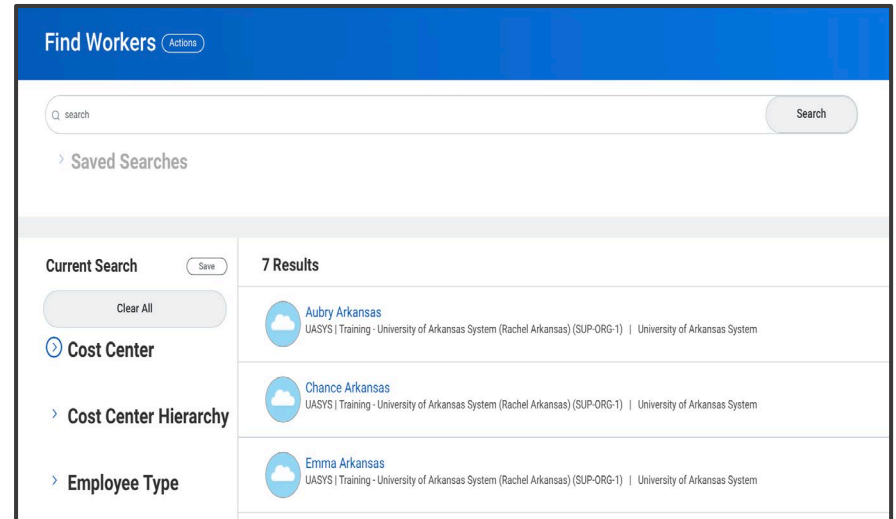 Find Workers Actions
search Search
Saved Searches
Current Search Save
Clear All
Cost Center
Cost Center Hierarchy
Employee Type
7 Results
Aubry Arkansas
UASYS | Training - University of Arkansas System (Rachel Arkansas) (SUP-ORG-1) | University of Arkansas System
Chance Arkansas
UASYS | Training - University of Arkansas System (Rachel Arkansas) (SUP-ORG-1) | University of Arkansas System
Emma Arkansas
UASYS | Training - University of Arkansas System (Rachel Arkansas) (SUP-ORG-1) | University of Arkansas System